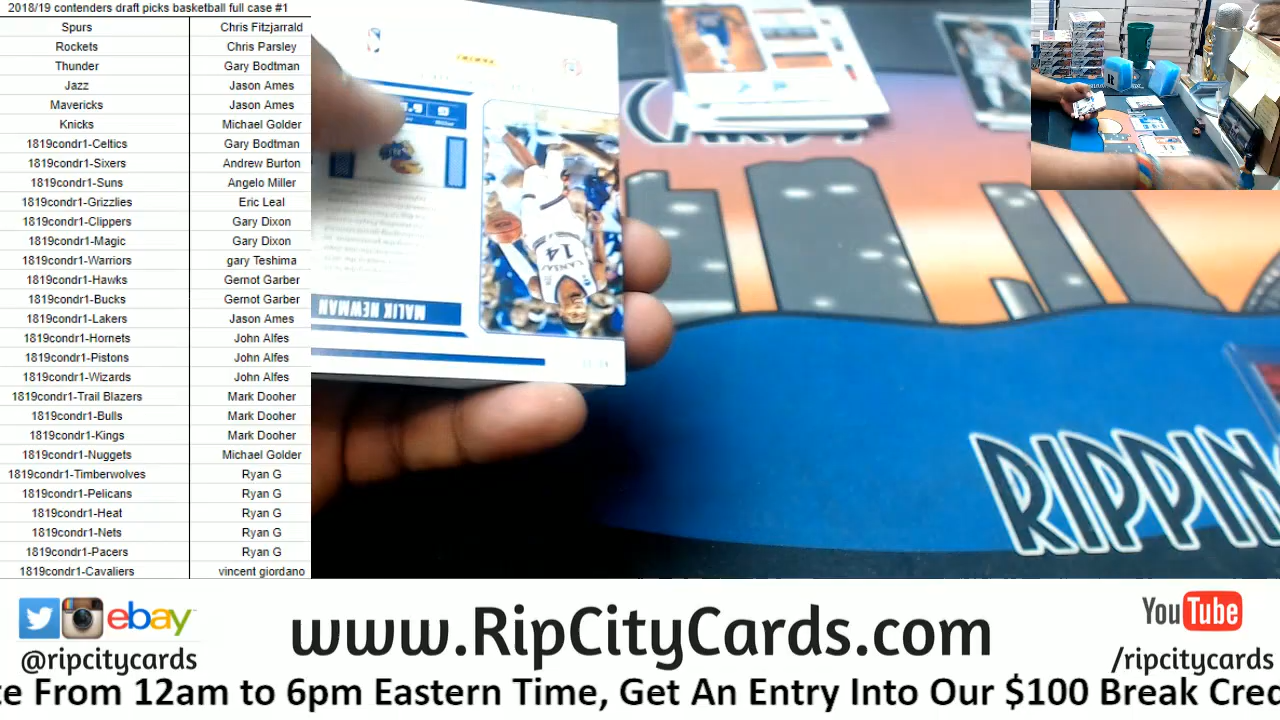 2018/19 contenders draft picks basketball full case #1
Spurs Chris Fitzjarrald
Rockets Chris Parsley
Thunder Gary Bodtman
Jazz Jason Ames
Mavericks Jason Ames
Knicks Michael Golder
1819condr1-Celtics Gary Bodtman
1819condr1-Sixers Andrew Burton
1819condr1-Suns Angelo Miller
1819condr1-Grizzlies Eric Leal
1819condr1-Clippers Gary Dixon
1819condr1-Magic Gary Dixon
1819condr1-Warriors gary Teshima
1819condr1-Hawks Gernot Garber
1819condr1-Bucks Gernot Garber
1819condr1-Lakers Jason Ames
1819condr1-Hornets John Alfes
1819condr1-Pistons John Alfes
1819condr1-Wizards John Alfes
1819condr1-Trail Blazers Mark Dooher
1819condr1-Bulls Mark Dooher
1819condr1-Kings Mark Dooher
1819condr1-Nuggets Michael Golder
1819condr1-Timberwolves Ryan G
1819condr1-Pelicans Ryan G
1819condr1-Heat Ryan G
1819condr1-Nets Ryan G
1819condr1-Pacers Ryan G
1819condr1-Cavaliers vincent giordano
MALIK NEWMAN
KANSAS
14
RIPPIN
ebay
@ripcitycards
www.RipCityCards.com
YouTube
/ripcitycards
From 12am to 6pm Eastern Time, Get An Entry Into Our $100 Break Cred